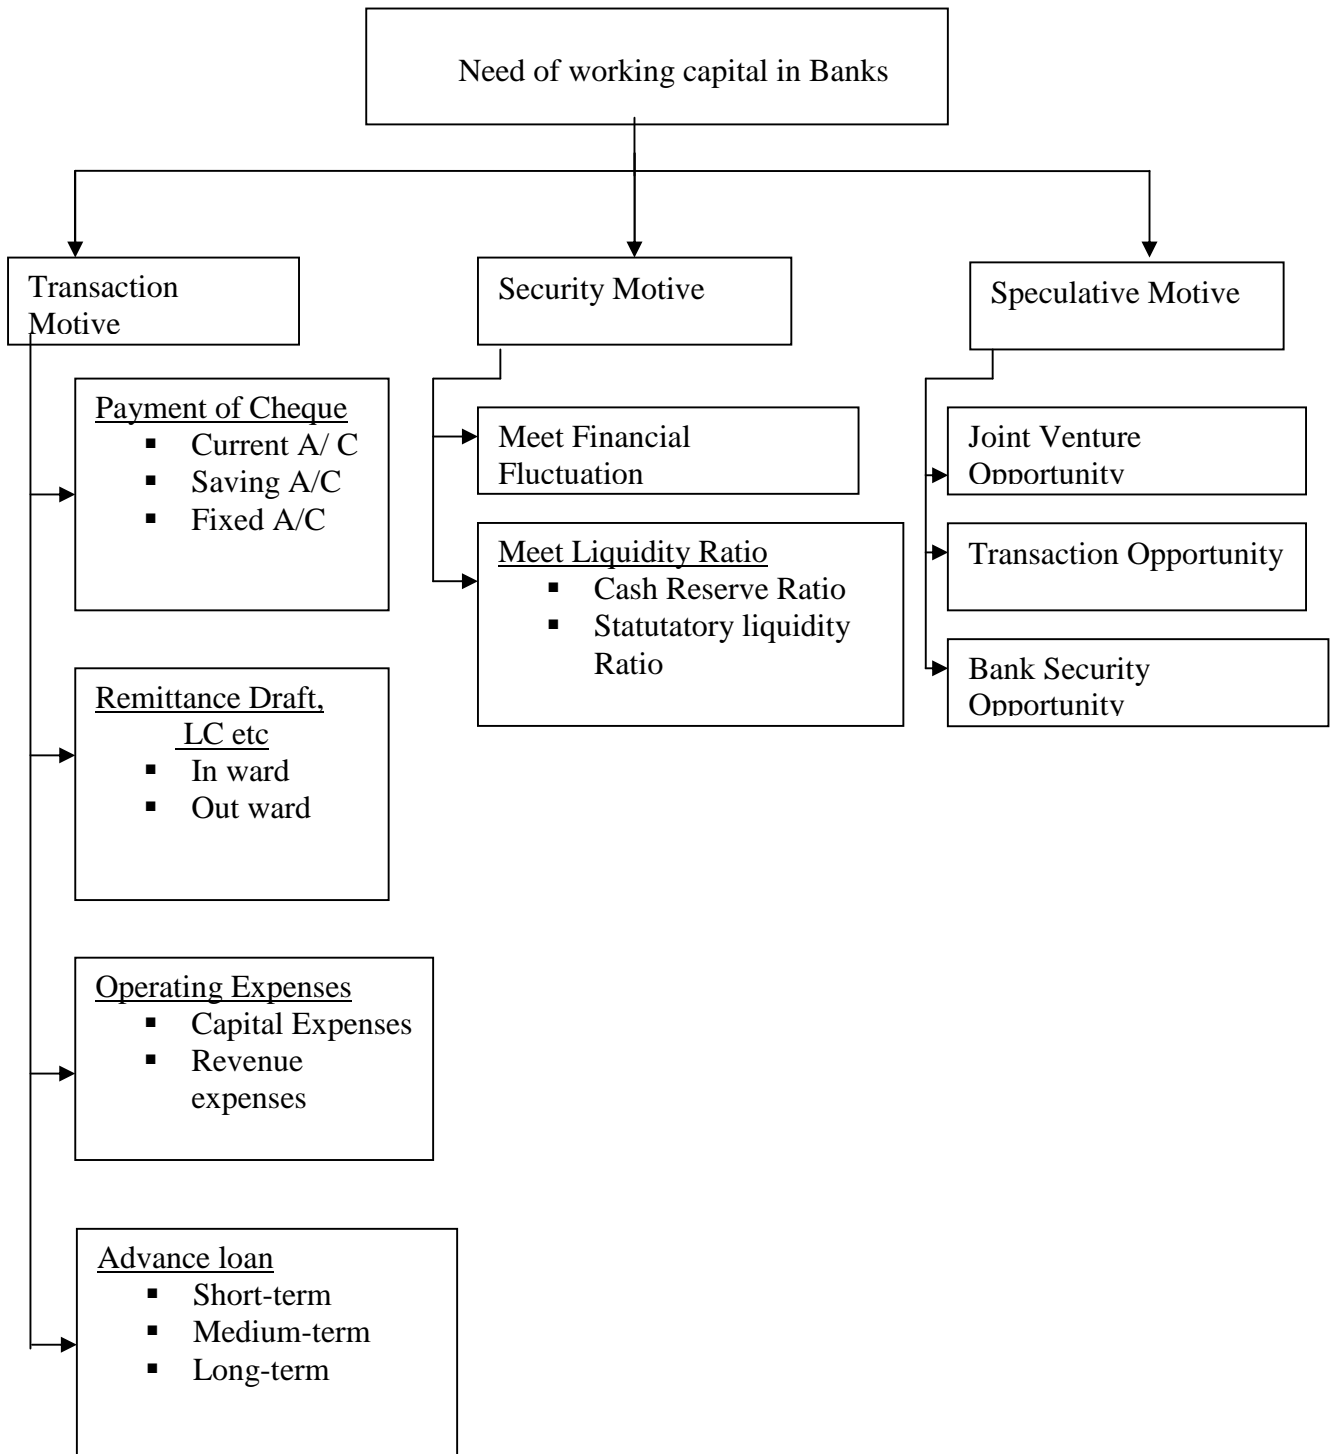 Need of working capital in Banks
Transaction
Motive
Payment of Cheque
▪ Current A/ C
▪ Saving A/C
▪ Fixed A/C
Remittance Draft,
LC etc
▪ In ward
▪ Out ward
Operating Expenses
▪ Capital Expenses
▪ Revenue
expenses
Advance loan
▪ Short-term
▪ Medium-term
▪ Long-term
Security Motive
Meet Financial
Fluctuation
Meet Liquidity Ratio
▪ Cash Reserve Ratio
▪ Statutatory liquidity
Ratio
Speculative Motive
Joint Venture
Opportunity
Transaction Opportunity
Bank Security
Opportunity